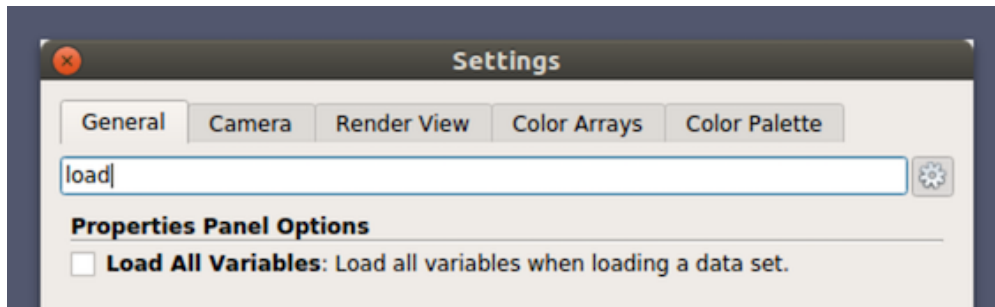 Settings
General Camera Render View Color Arrays Color Palette
load
Properties Panel Options
Load All Variables: Load all variables when loading a data set.